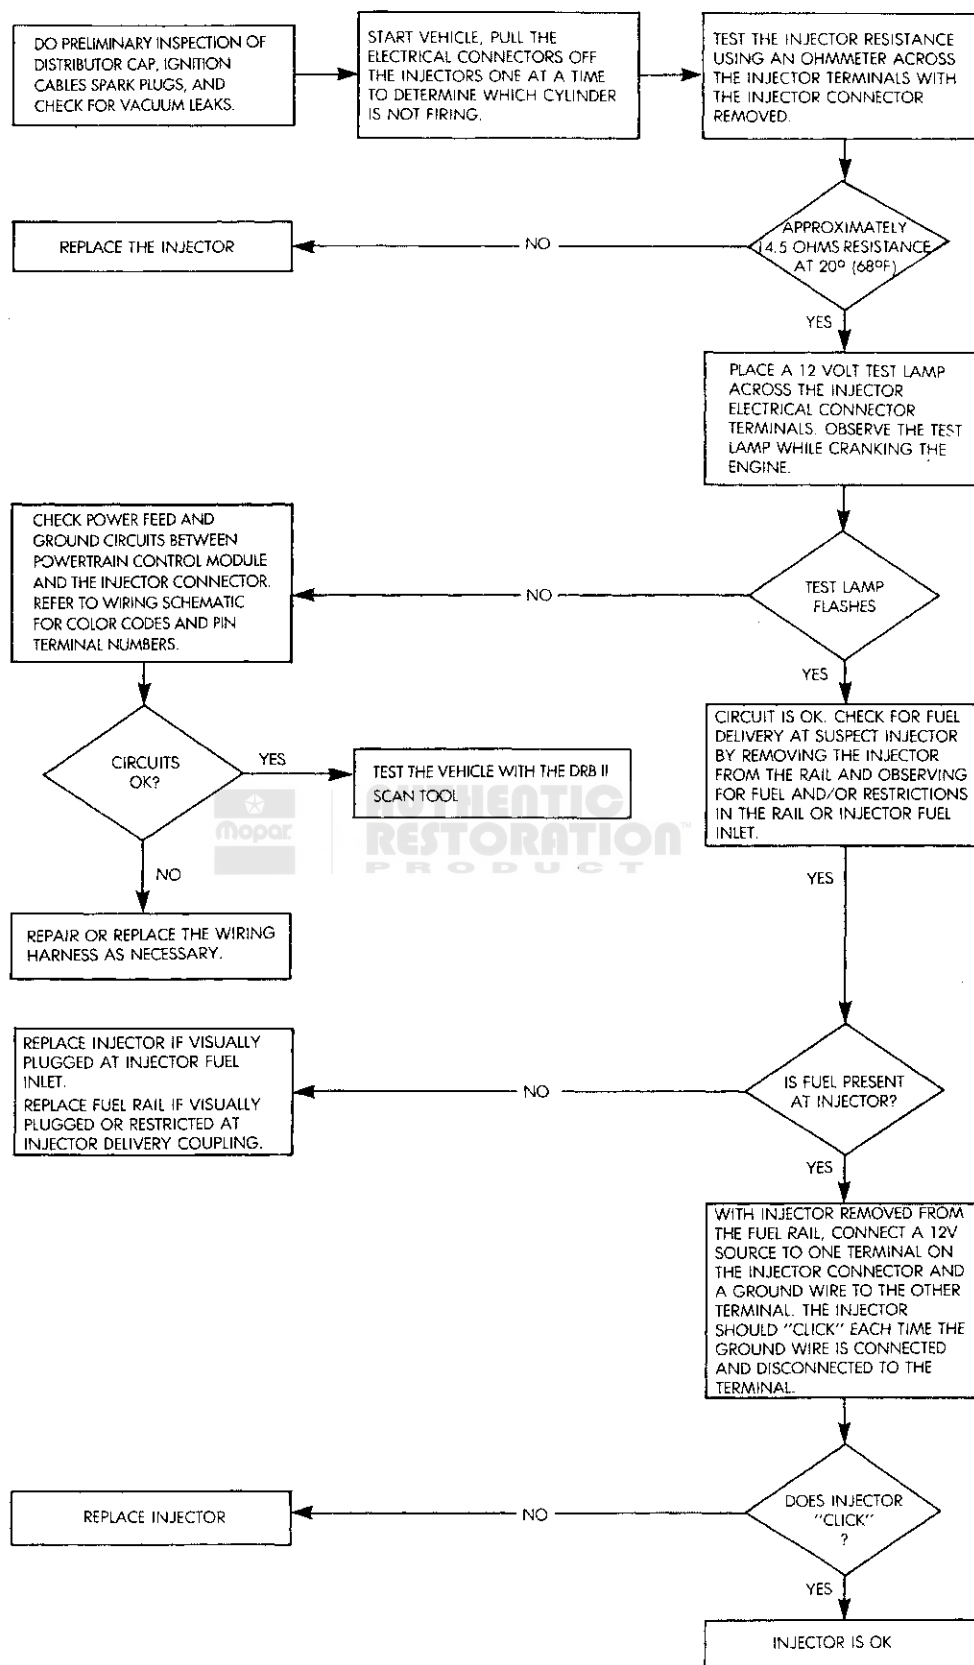 DO PRELIMINARY INSPECTION OF
DISTRIBUTOR CAP, IGNITION
CABLES SPARK PLUGS, AND
CHECK FOR VACUUM LEAKS.
START VEHICLE, PULL THE
ELECTRICAL CONNECTORS OFF
THE INJECTORS ONE AT A TIME
TO DETERMINE WHICH CYLINDER
IS NOT FIRING.
TEST THE INJECTOR RESISTANCE
USING AN OHMMETER ACROSS
THE INJECTOR TERMINALS WITH
THE INJECTOR CONNECTOR
REMOVED.
APPROXIMATELY
14.5 OHMS RESISTANCE
AT 20° (68°F)
NO
REPLACE THE INJECTOR
YES
PLACE A 12 VOLT TEST LAMP
ACROSS THE INJECTOR
ELECTRICAL CONNECTOR
TERMINALS. OBSERVE THE TEST
LAMP WHILE CRANKING THE
ENGINE.
TEST LAMP
FLASHES
NO
CHECK POWER FEED AND
GROUND CIRCUITS BETWEEN
POWERTRAIN CONTROL MODULE
AND THE INJECTOR CONNECTOR.
REFER TO WIRING SCHEMATIC
FOR COLOR CODES AND PIN
TERMINAL NUMBERS.
CIRCUITS
OK?
YES
TEST THE VEHICLE WITH THE DRB II
SCAN TOOL
NO
REPAIR OR REPLACE THE WIRING
HARNESS AS NECESSARY.
Mopar
AUTHENTIC
RESTORATION™
PRODUCT
YES
CIRCUIT IS OK. CHECK FOR FUEL
DELIVERY AT SUSPECT INJECTOR
BY REMOVING THE INJECTOR
FROM THE RAIL AND OBSERVING
FOR FUEL AND/OR RESTRICTIONS
IN THE RAIL OR INJECTOR FUEL
INLET.
YES
IS FUEL PRESENT
AT INJECTOR?
NO
REPLACE INJECTOR IF VISUALLY
PLUGGED AT INJECTOR FUEL
INLET.
REPLACE FUEL RAIL IF VISUALLY
PLUGGED OR RESTRICTED AT
INJECTOR DELIVERY COUPLING.
YES
WITH INJECTOR REMOVED FROM
THE FUEL RAIL, CONNECT A 12V
SOURCE TO ONE TERMINAL ON
THE INJECTOR CONNECTOR AND
A GROUND WIRE TO THE OTHER
TERMINAL. THE INJECTOR
SHOULD "CLICK" EACH TIME THE
GROUND WIRE IS CONNECTED
AND DISCONNECTED TO THE
TERMINAL.
DOES INJECTOR
"CLICK"
?
NO
REPLACE INJECTOR
YES
INJECTOR IS OK